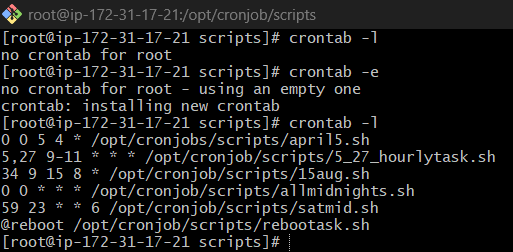 root@ip-172-31-17-21:/opt/cronjob/scripts
[root@ip-172-31-17-21 scripts]# crontab -l
no crontab for root
[root@ip-172-31-17-21 scripts]# crontab -e
no crontab for root - using an empty one
crontab: installing new crontab
[root@ip-172-31-17-21 scripts]# crontab -l
0 0 5 4 * /opt/cronjobs/scripts/april5.sh
5,27 9-11 * * * /opt/cronjob/scripts/5_27_hourlytask.sh
34 9 15 8 * /opt/cronjob/scripts/15aug.sh
0 0 * * * /opt/cronjob/scripts/allmidnights.sh
59 23 * * 6 /opt/cronjob/scripts/satmid.sh
@reboot /opt/cronjob/scripts/rebootask.sh
[root@ip-172-31-17-21 scripts]#